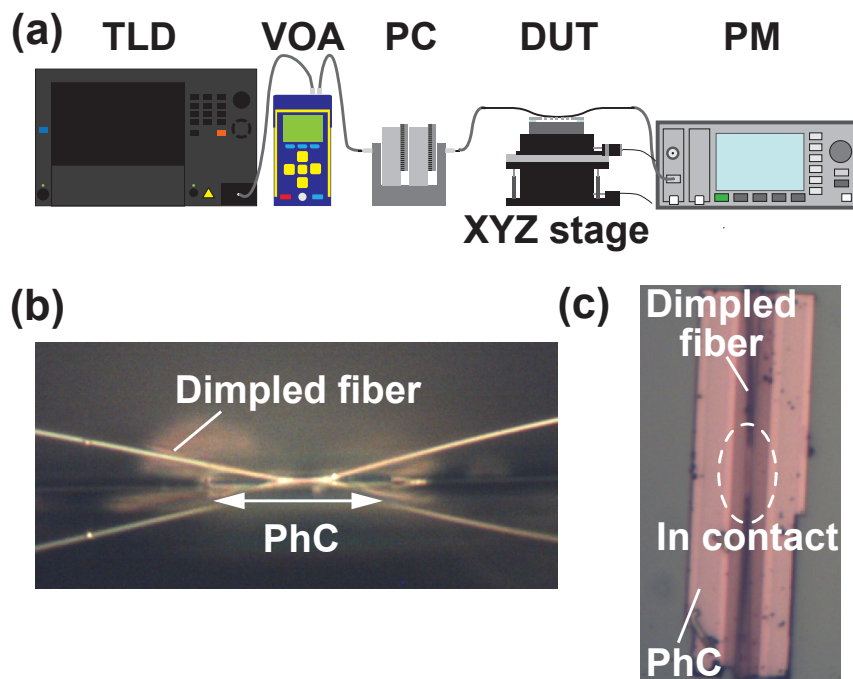 (a) TLD VOA PC DUT PM
XYZ stage
(b)
Dimpled fiber
PhC
(c)
Dimpled
fiber
In contact
PhC